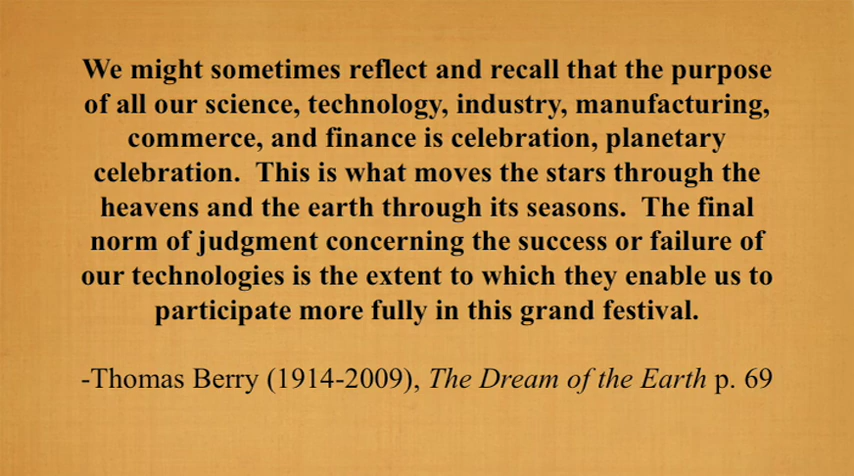 We might sometimes reflect and recall that the purpose
of all our science, technology, industry, manufacturing,
commerce, and finance is celebration, planetary
celebration.  This is what moves the stars through the
heavens and the earth through its seasons.  The final
norm of judgment concerning the success or failure of
our technologies is the extent to which they enable us to
participate more fully in this grand festival.
-Thomas Berry (1914-2009), The Dream of the Earth p. 69